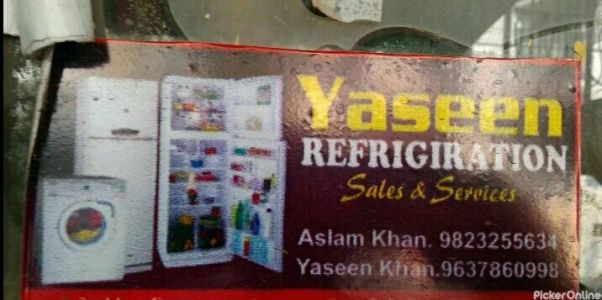 Yaseen
REFRIGIRATION
Sales & Services
Aslam Khan. 9823255634
Yaseen Khan.9637860998
PickerOnline